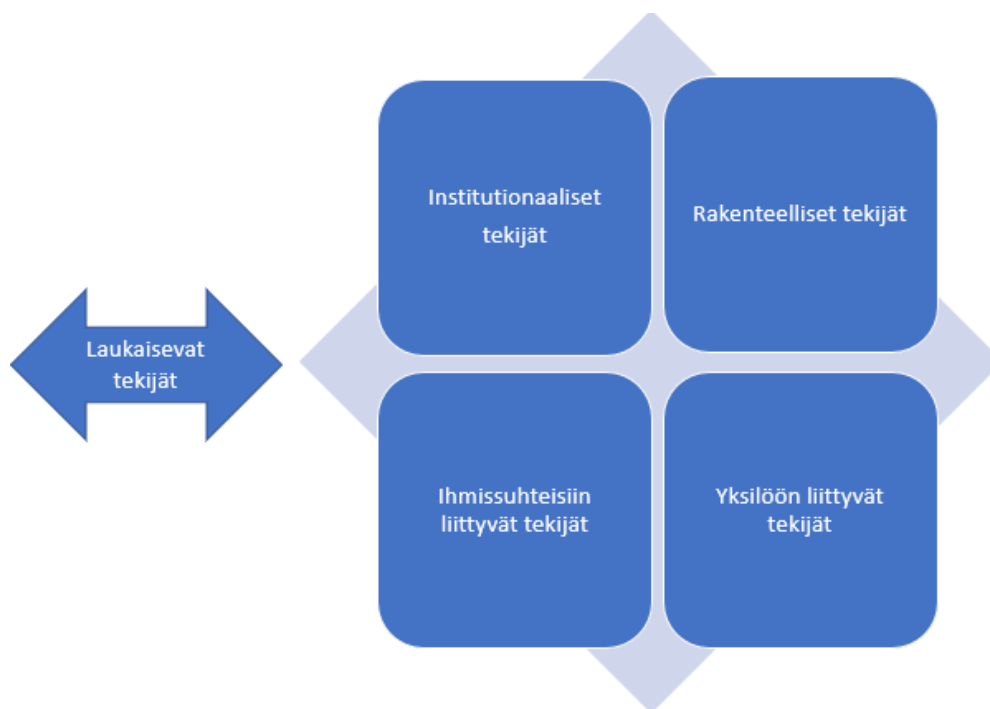 Institutionaaliset
tekijät
Rakenteelliset tekijät
Laukaisevat
tekijät
Ihmissuhteisiin
liittyvät tekijät
Yksilöön liittyvät
tekijät